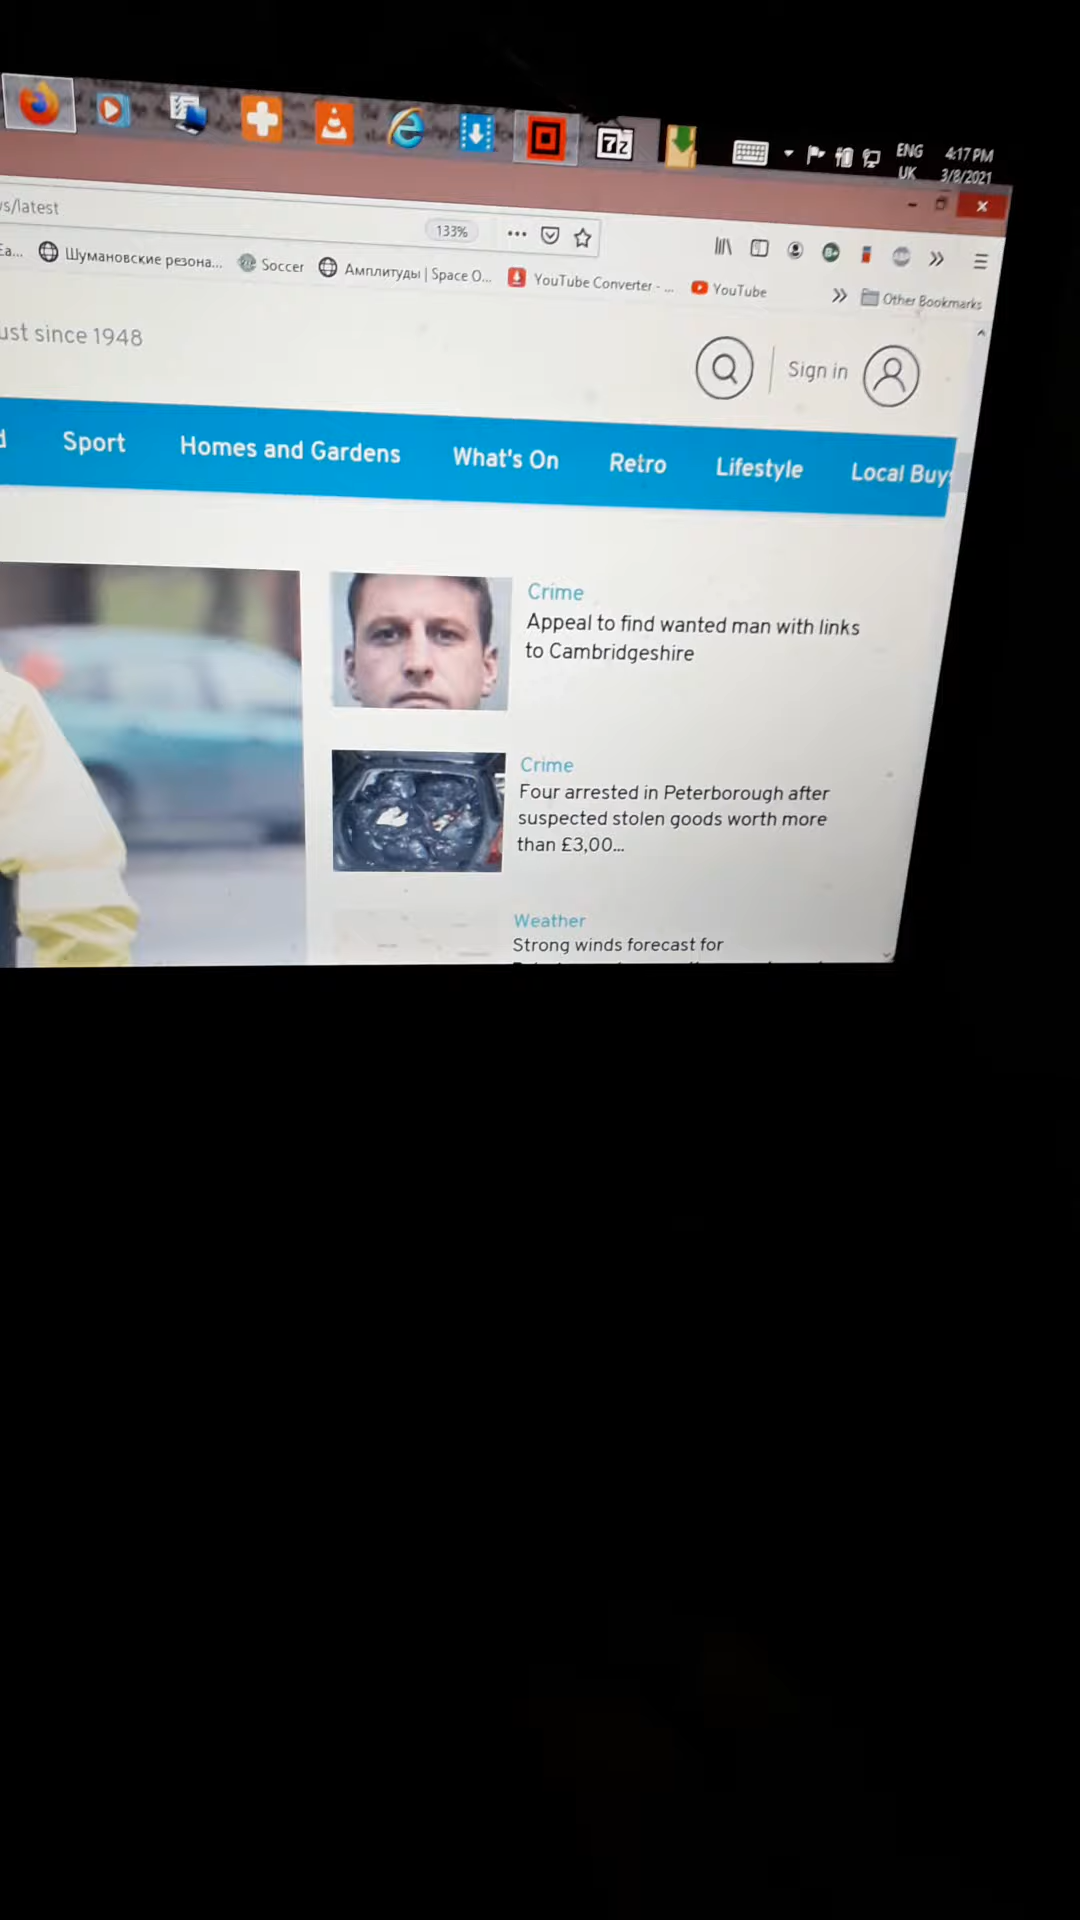 ENG 4:17 PM
UK 3/8/2021
s/latest
133%
Шумановские резона...
Soccer
Амплитуды | Space O...
YouTube Converter - ...
YouTube
Other Bookmarks
ust since 1948
Sign in
Sport
Homes and Gardens
What's On
Retro
Lifestyle
Local Buys
Crime
Appeal to find wanted man with links
to Cambridgeshire
Crime
Four arrested in Peterborough after
suspected stolen goods worth more
than £3,00...
Weather
Strong winds forecast for